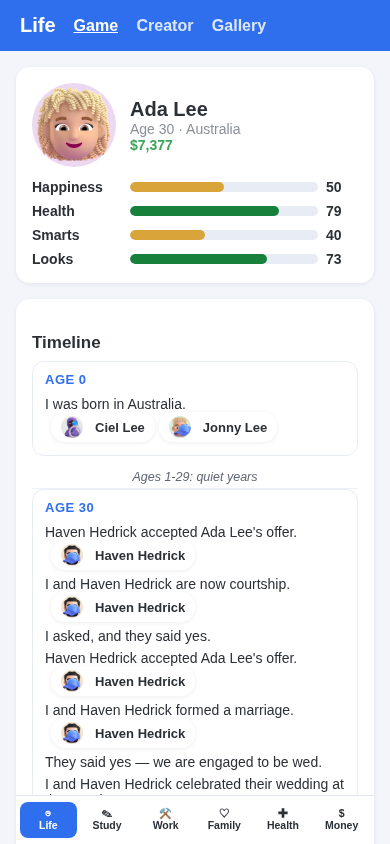 Life Game Creator Gallery
Ada Lee
Age 30 · Australia
$7,377
Happiness 50
Health 79
Smarts 40
Looks 73
Timeline
AGE 0
I was born in Australia.
Ciel Lee Jonny Lee
Ages 1-29: quiet years
AGE 30
Haven Hedrick accepted Ada Lee's offer.
Haven Hedrick
I and Haven Hedrick are now courtship.
Haven Hedrick
I asked, and they said yes.
Haven Hedrick accepted Ada Lee's offer.
Haven Hedrick
I and Haven Hedrick formed a marriage.
Haven Hedrick
They said yes — we are engaged to be wed.
I and Haven Hedrick celebrated their wedding at
Life Study Work Family Health $ Money